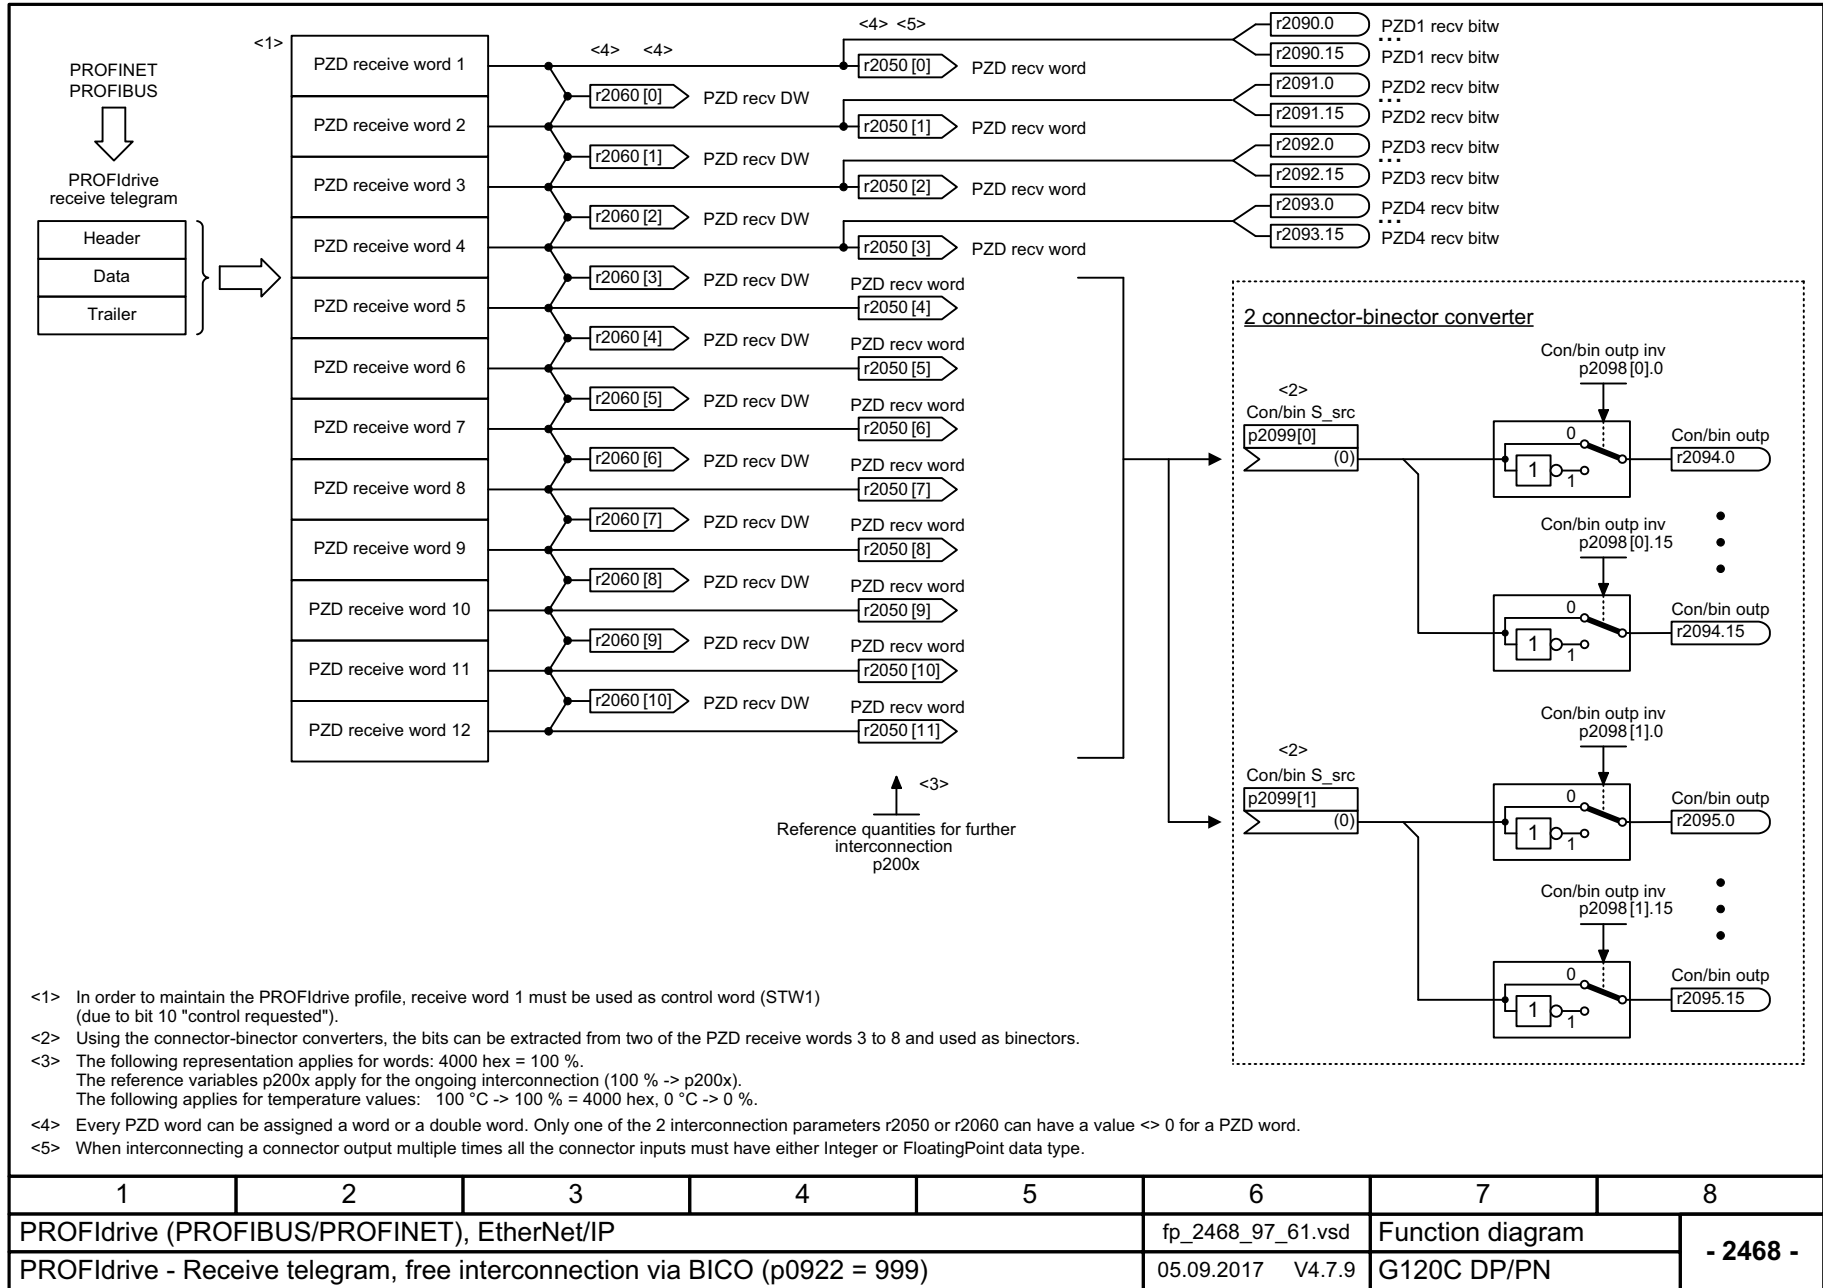 <1>
PROFINET
PROFIBUS
PROFIdrive
receive telegram
Header
Data
Trailer
PZD receive word 1
PZD receive word 2
PZD receive word 3
PZD receive word 4
PZD receive word 5
PZD receive word 6
PZD receive word 7
PZD receive word 8
PZD receive word 9
PZD receive word 10
PZD receive word 11
PZD receive word 12
<4> <4>
r2060 [0] PZD recv DW
r2060 [1] PZD recv DW
r2060 [2] PZD recv DW
r2060 [3] PZD recv DW
r2060 [4] PZD recv DW
r2060 [5] PZD recv DW
r2060 [6] PZD recv DW
r2060 [7] PZD recv DW
r2060 [8] PZD recv DW
r2060 [9] PZD recv DW
r2060 [10] PZD recv DW
<4> <5>
r2050 [0] PZD recv word
r2050 [1] PZD recv word
r2050 [2] PZD recv word
r2050 [3] PZD recv word
PZD recv word
r2050 [4]
PZD recv word
r2050 [5]
PZD recv word
r2050 [6]
PZD recv word
r2050 [7]
PZD recv word
r2050 [8]
PZD recv word
r2050 [9]
PZD recv word
r2050 [10]
PZD recv word
r2050 [11]
<3>
Reference quantities for further
interconnection
p200x
r2090.0 PZD1 recv bitw
...
r2090.15 PZD1 recv bitw
r2091.0 PZD2 recv bitw
...
r2091.15 PZD2 recv bitw
r2092.0 PZD3 recv bitw
...
r2092.15 PZD3 recv bitw
r2093.0 PZD4 recv bitw
...
r2093.15 PZD4 recv bitw
2 connector-binector converter
<2>
Con/bin S_src
p2099[0]
(0)
Con/bin outp inv
p2098 [0].0
0
1
1
Con/bin outp
r2094.0
Con/bin outp inv
p2098 [0].15
0
1
1
Con/bin outp
r2094.15
<2>
Con/bin S_src
p2099[1]
(0)
Con/bin outp inv
p2098 [1].0
0
1
1
Con/bin outp
r2095.0
Con/bin outp inv
p2098 [1].15
0
1
1
Con/bin outp
r2095.15
<1> In order to maintain the PROFIdrive profile, receive word 1 must be used as control word (STW1)
(due to bit 10 "control requested").
<2> Using the connector-binector converters, the bits can be extracted from two of the PZD receive words 3 to 8 and used as binectors.
<3> The following representation applies for words: 4000 hex = 100 %.
The reference variables p200x apply for the ongoing interconnection (100 % -> p200x).
The following applies for temperature values: 100 °C -> 100 % = 4000 hex, 0 °C -> 0 %.
<4> Every PZD word can be assigned a word or a double word. Only one of the 2 interconnection parameters r2050 or r2060 can have a value <> 0 for a PZD word.
<5> When interconnecting a connector output multiple times all the connector inputs must have either Integer or FloatingPoint data type.
1 2 3 4 5 6 7 8
PROFIdrive (PROFIBUS/PROFINET), EtherNet/IP fp_2468_97_61.vsd Function diagram - 2468 -
PROFIdrive - Receive telegram, free interconnection via BICO (p0922 = 999) 05.09.2017 V4.7.9 G120C DP/PN